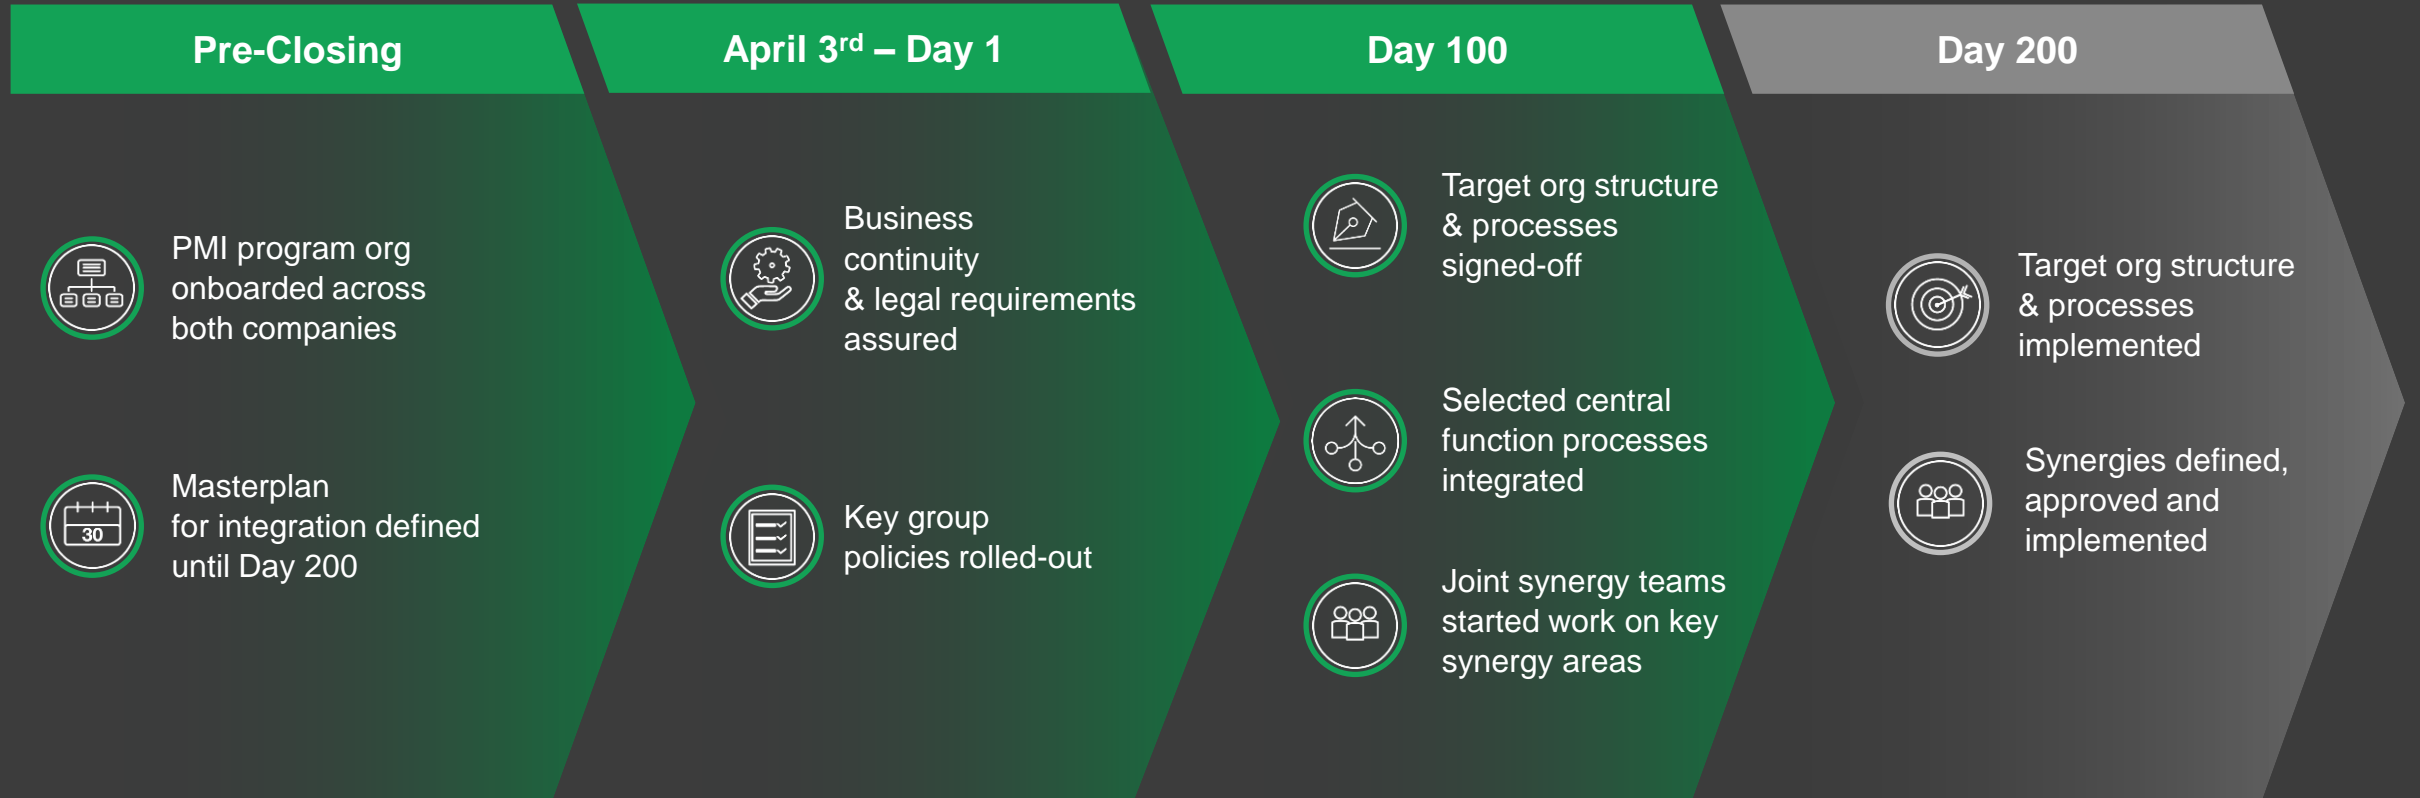 Pre-Closing
PMI program org
onboarded across
both companies
30
Masterplan
for integration defined
until Day 200
April 3rd – Day 1
Business
continuity
& legal requirements
assured
Key group
policies rolled-out
Day 100
Target org structure
& processes
signed-off
Selected central
function processes
integrated
Joint synergy teams
started work on key
synergy areas
Day 200
Target org structure
& processes
implemented
Synergies defined,
approved and
implemented